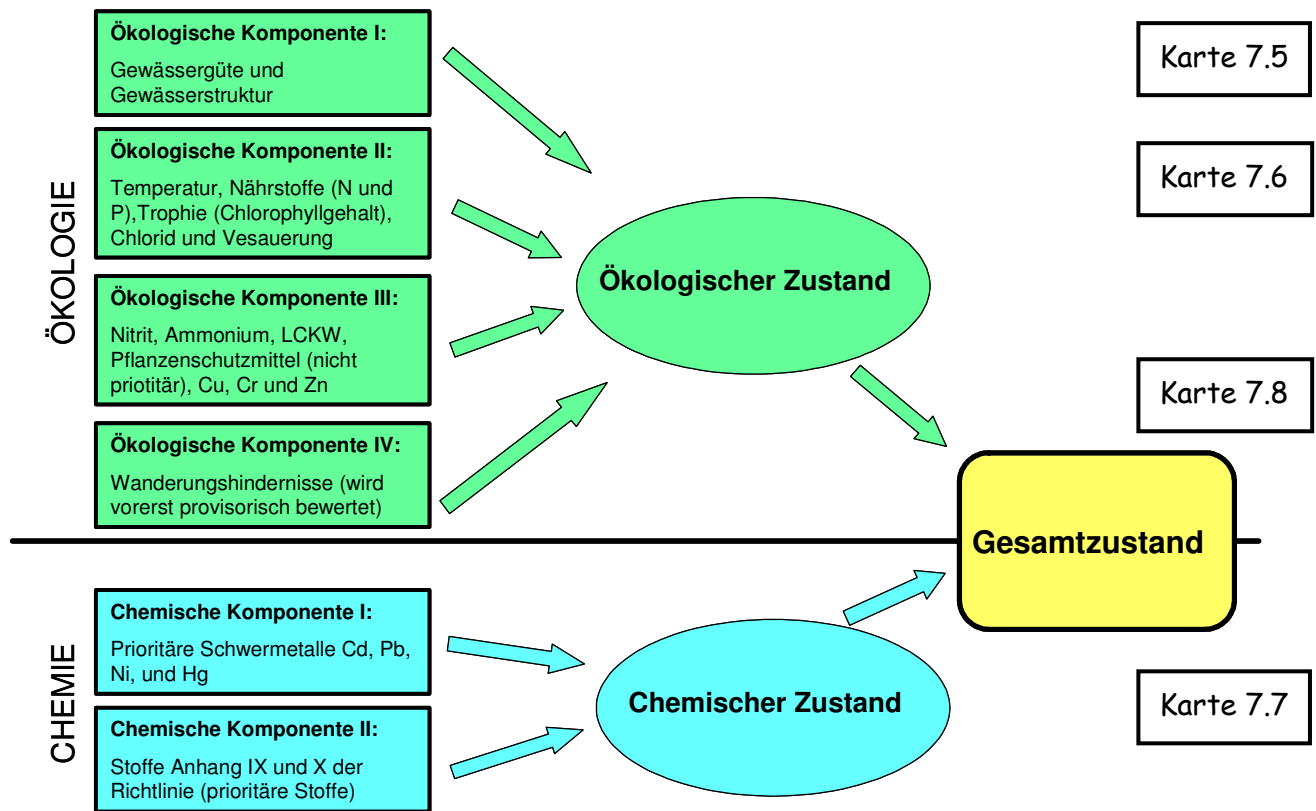 ÖKOLOGIE
Ökologische Komponente I:
Gewässergüte und
Gewässerstruktur
Ökologische Komponente II:
Temperatur, Nährstoffe (N und
P),Trophie (Chlorophyllgehalt),
Chlorid und Vesauerung
Ökologische Komponente III:
Nitrit, Ammonium, LCKW,
Pflanzenschutzmittel (nicht
priotitär), Cu, Cr und Zn
Ökologische Komponente IV:
Wanderungshindernisse (wird
vorerst provisorisch bewertet)
Ökologischer Zustand
Karte 7.5
Karte 7.6
Karte 7.8
Gesamtzustand
CHEMIE
Chemische Komponente I:
Prioritäre Schwermetalle Cd, Pb,
Ni, und Hg
Chemische Komponente II:
Stoffe Anhang IX und X der
Richtlinie (prioritäre Stoffe)
Chemischer Zustand
Karte 7.7